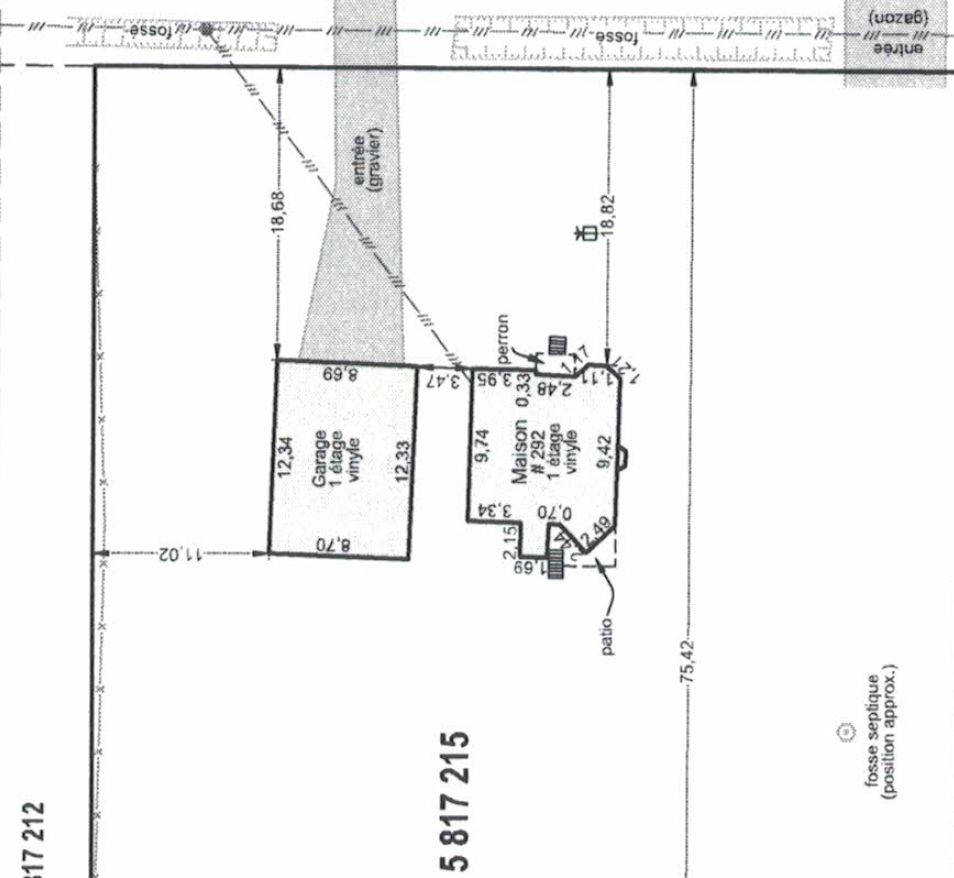 fossé
fossé
entrée
(gazon)
entrée
(gravier)
18,68
18,82
75,42
11,02
8,69
12,34
Garage
1 étage
vinyle
12,33
8,70
3,47
perron
3,95
0,33
2,48
1,11
1,21
9,74
Maison
# 292
1 étage
vinyle
9,42
3,34
2,15
1,69
0,70
2,49
patio
5 817 215
817 212
fosse septique
(position approx.)